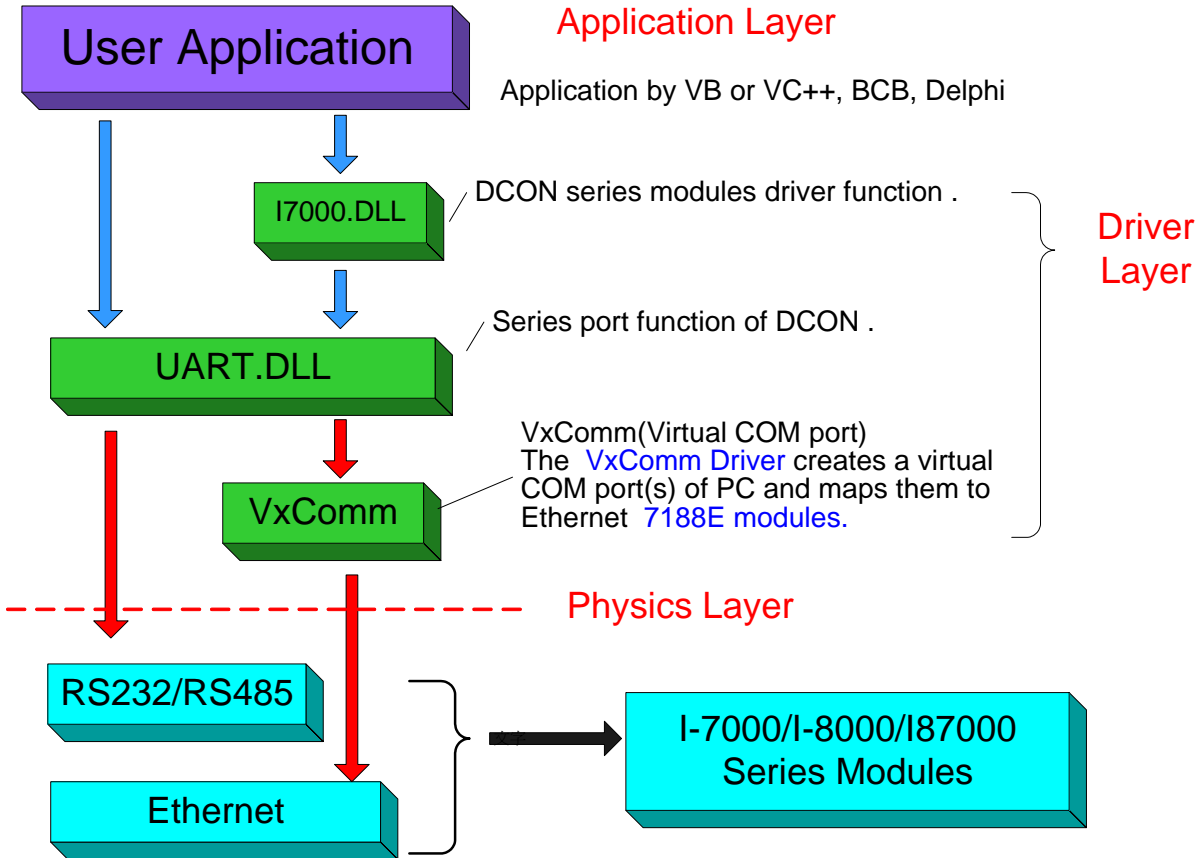 User Application
Application Layer
Application by VB or VC++, BCB, Delphi
I7000.DLL
DCON series modules driver function .
Driver
Layer
Series port function of DCON .
UART.DLL
VxComm(Virtual COM port)
The VxComm Driver creates a virtual
COM port(s) of PC and maps them to
Ethernet 7188E modules.
VxComm
Physics Layer
RS232/RS485
I-7000/I-8000/I87000
Series Modules
文字
Ethernet